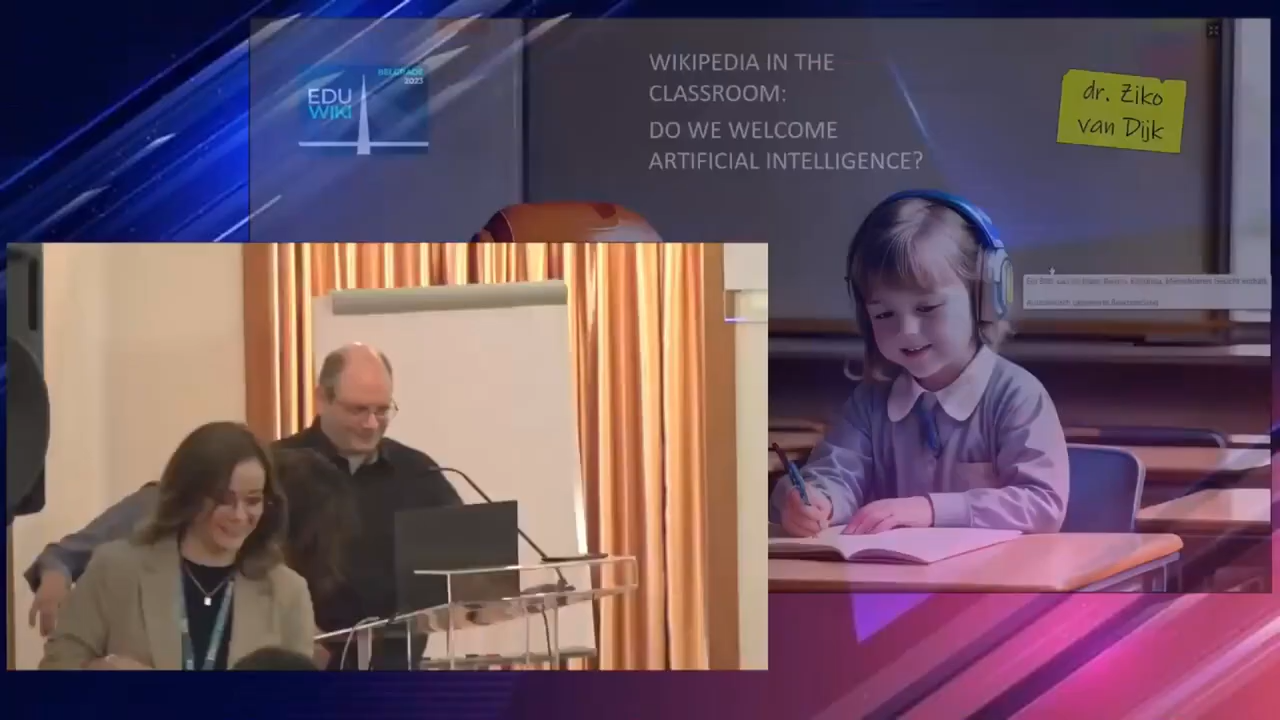 BELGRADE
2023
EDU
WIKI
WIKIPEDIA IN THE
CLASSROOM:
DO WE WELCOME
ARTIFICIAL INTELLIGENCE?
dr. Ziko
van Dijk